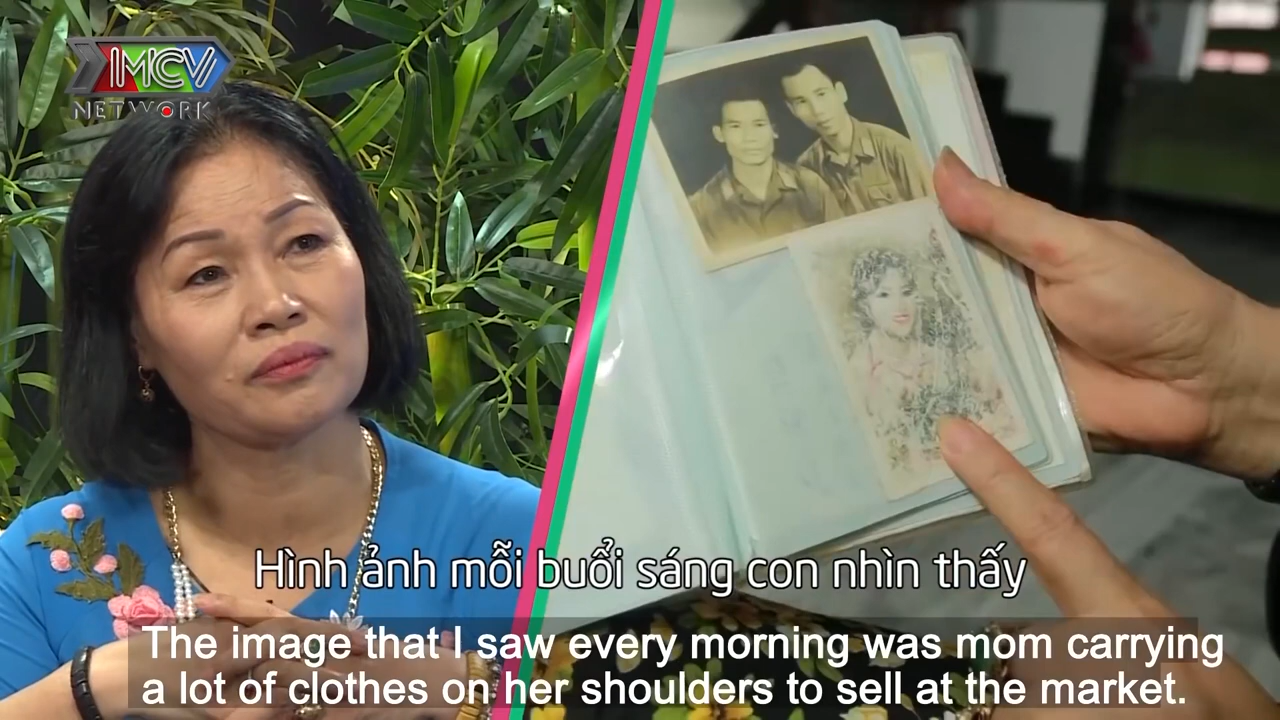 MCV
NETWORK
Hình ảnh mỗi buổi sáng con nhìn thấy
The image that I saw every morning was mom carrying
a lot of clothes on her shoulders to sell at the market.